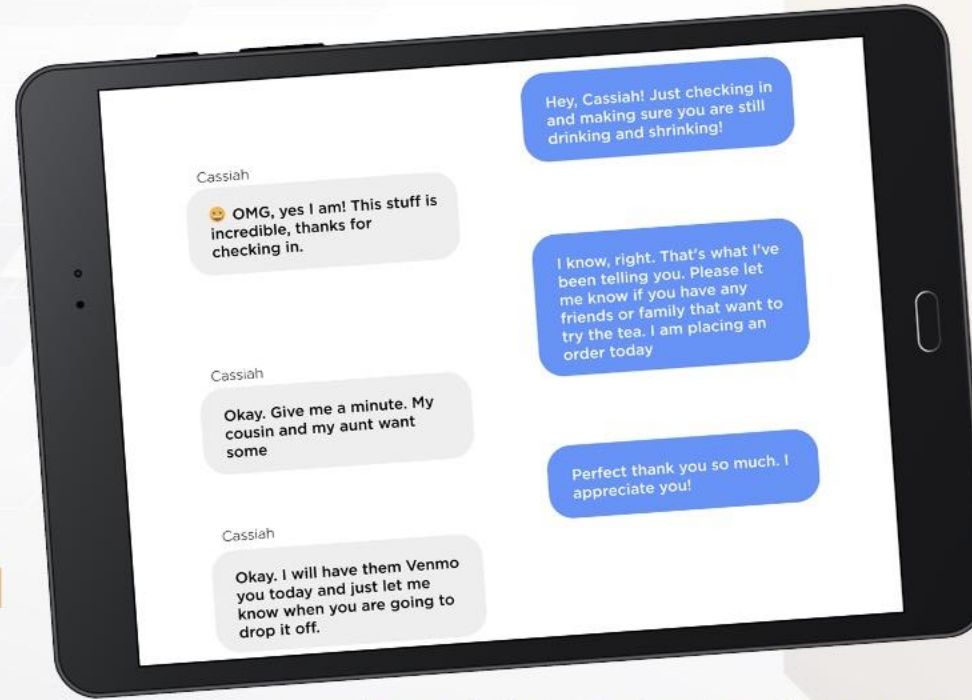 Hey, Cassiah! Just checking in
and making sure you are still
drinking and shrinking!
Cassiah
😀 OMG, yes I am! This stuff is
incredible, thanks for
checking in.
I know, right. That's what I've
been telling you. Please let
me know if you have any
friends or family that want to
try the tea. I am placing an
order today
Cassiah
Okay. Give me a minute. My
cousin and my aunt want
some
Perfect thank you so much. I
appreciate you!
Cassiah
Okay. I will have them Venmo
you today and just let me
know when you are going to
drop it off.